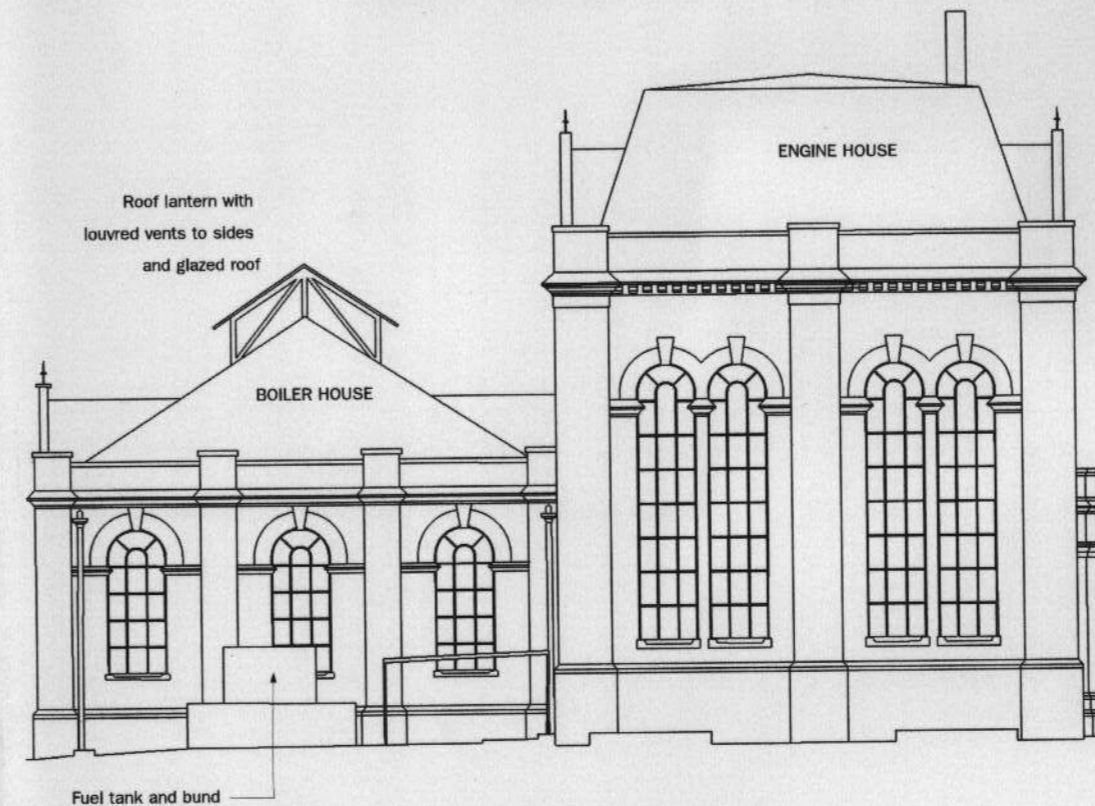 ENGINE HOUSE
Roof lantern with
louvred vents to sides
and glazed roof
BOILER HOUSE
Fuel tank and bund